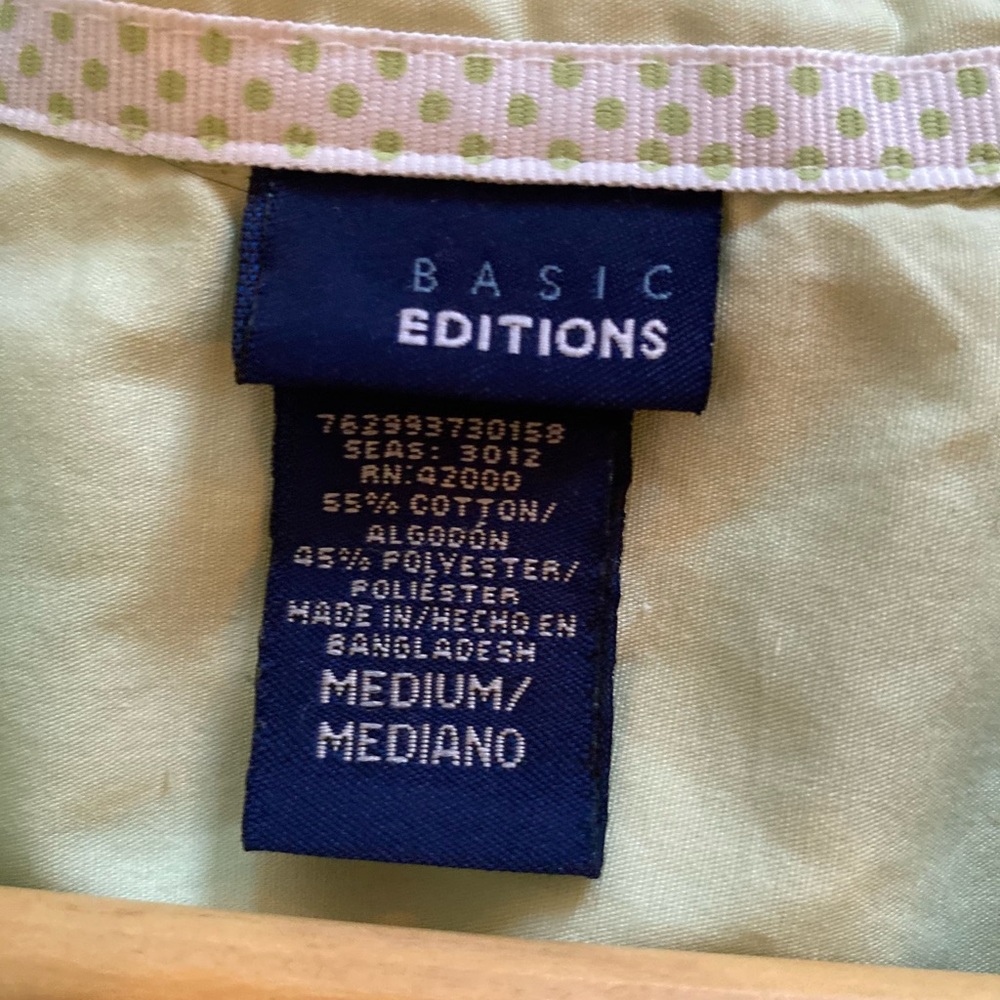 BASIC
EDITIONS
762993730158
SEAS: 3012
RN:42000
55% COTTON/
ALGODÓN
45% POLYESTER/
POLIÉSTER
MADE IN/HECHO EN
BANGLADESH
MEDIUM/
MEDIANO